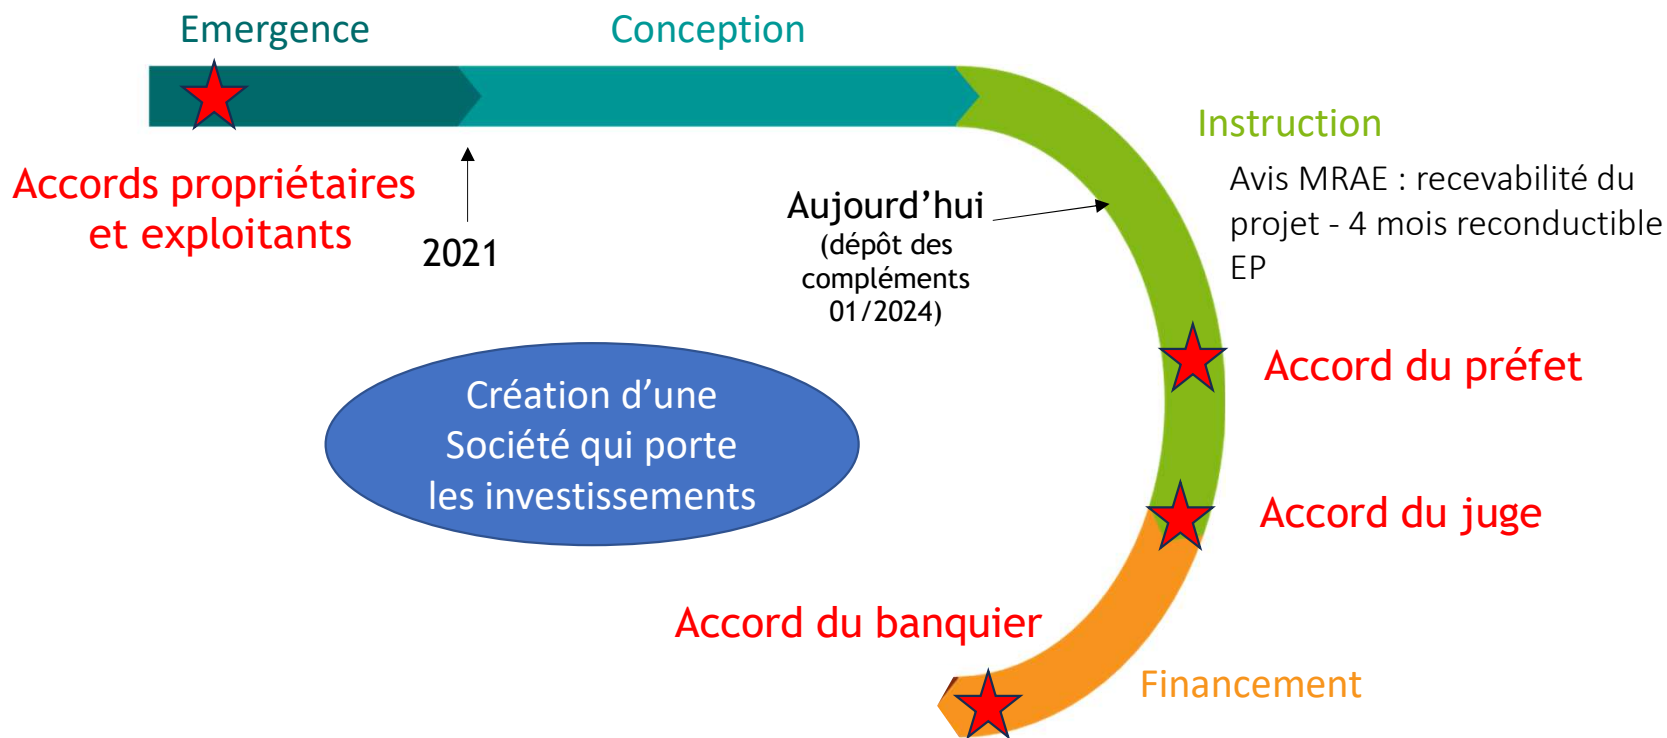 Emergence
Conception
Accords propriétaires
et exploitants
2021
Aujourd’hui
(dépôt des
compléments
01/2024)
Instruction
Avis MRAE : recevabilité du
projet - 4 mois reconductible
EP
Création d’une
Société qui porte
les investissements
Accord du préfet
Accord du juge
Accord du banquier
Financement